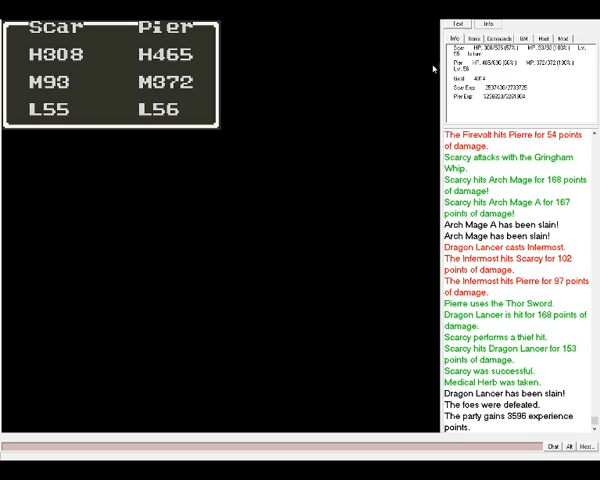 Scar Pier
H308 H465
M93 M372
L55 L56
Text Info
Info Items Commands GM Host Mod
Gold: 4314
The Firevolt hits Pierre for 54 points
of damage.
Scarcy attacks with the Gringham
Whip.
Scarcy hits Arch Mage for 168 points
of damage!
Scarcy hits Arch Mage A for 167
points of damage!
Arch Mage A has been slain!
Arch Mage has been slain!
Dragon Lancer casts Infermost.
The Infermost hits Scarcy for 102
points of damage.
The Infermost hits Pierre for 97 points
of damage.
Pierre uses the Thor Sword.
Dragon Lancer is hit for 168 points of
damage.
Scarcy performs a thief hit.
Scarcy hits Dragon Lancer for 153
points of damage.
Scarcy was successful.
Medical Herb was taken.
Dragon Lancer has been slain!
The foes were defeated.
The party gains 3596 experience
points.
Chat Alt Host...